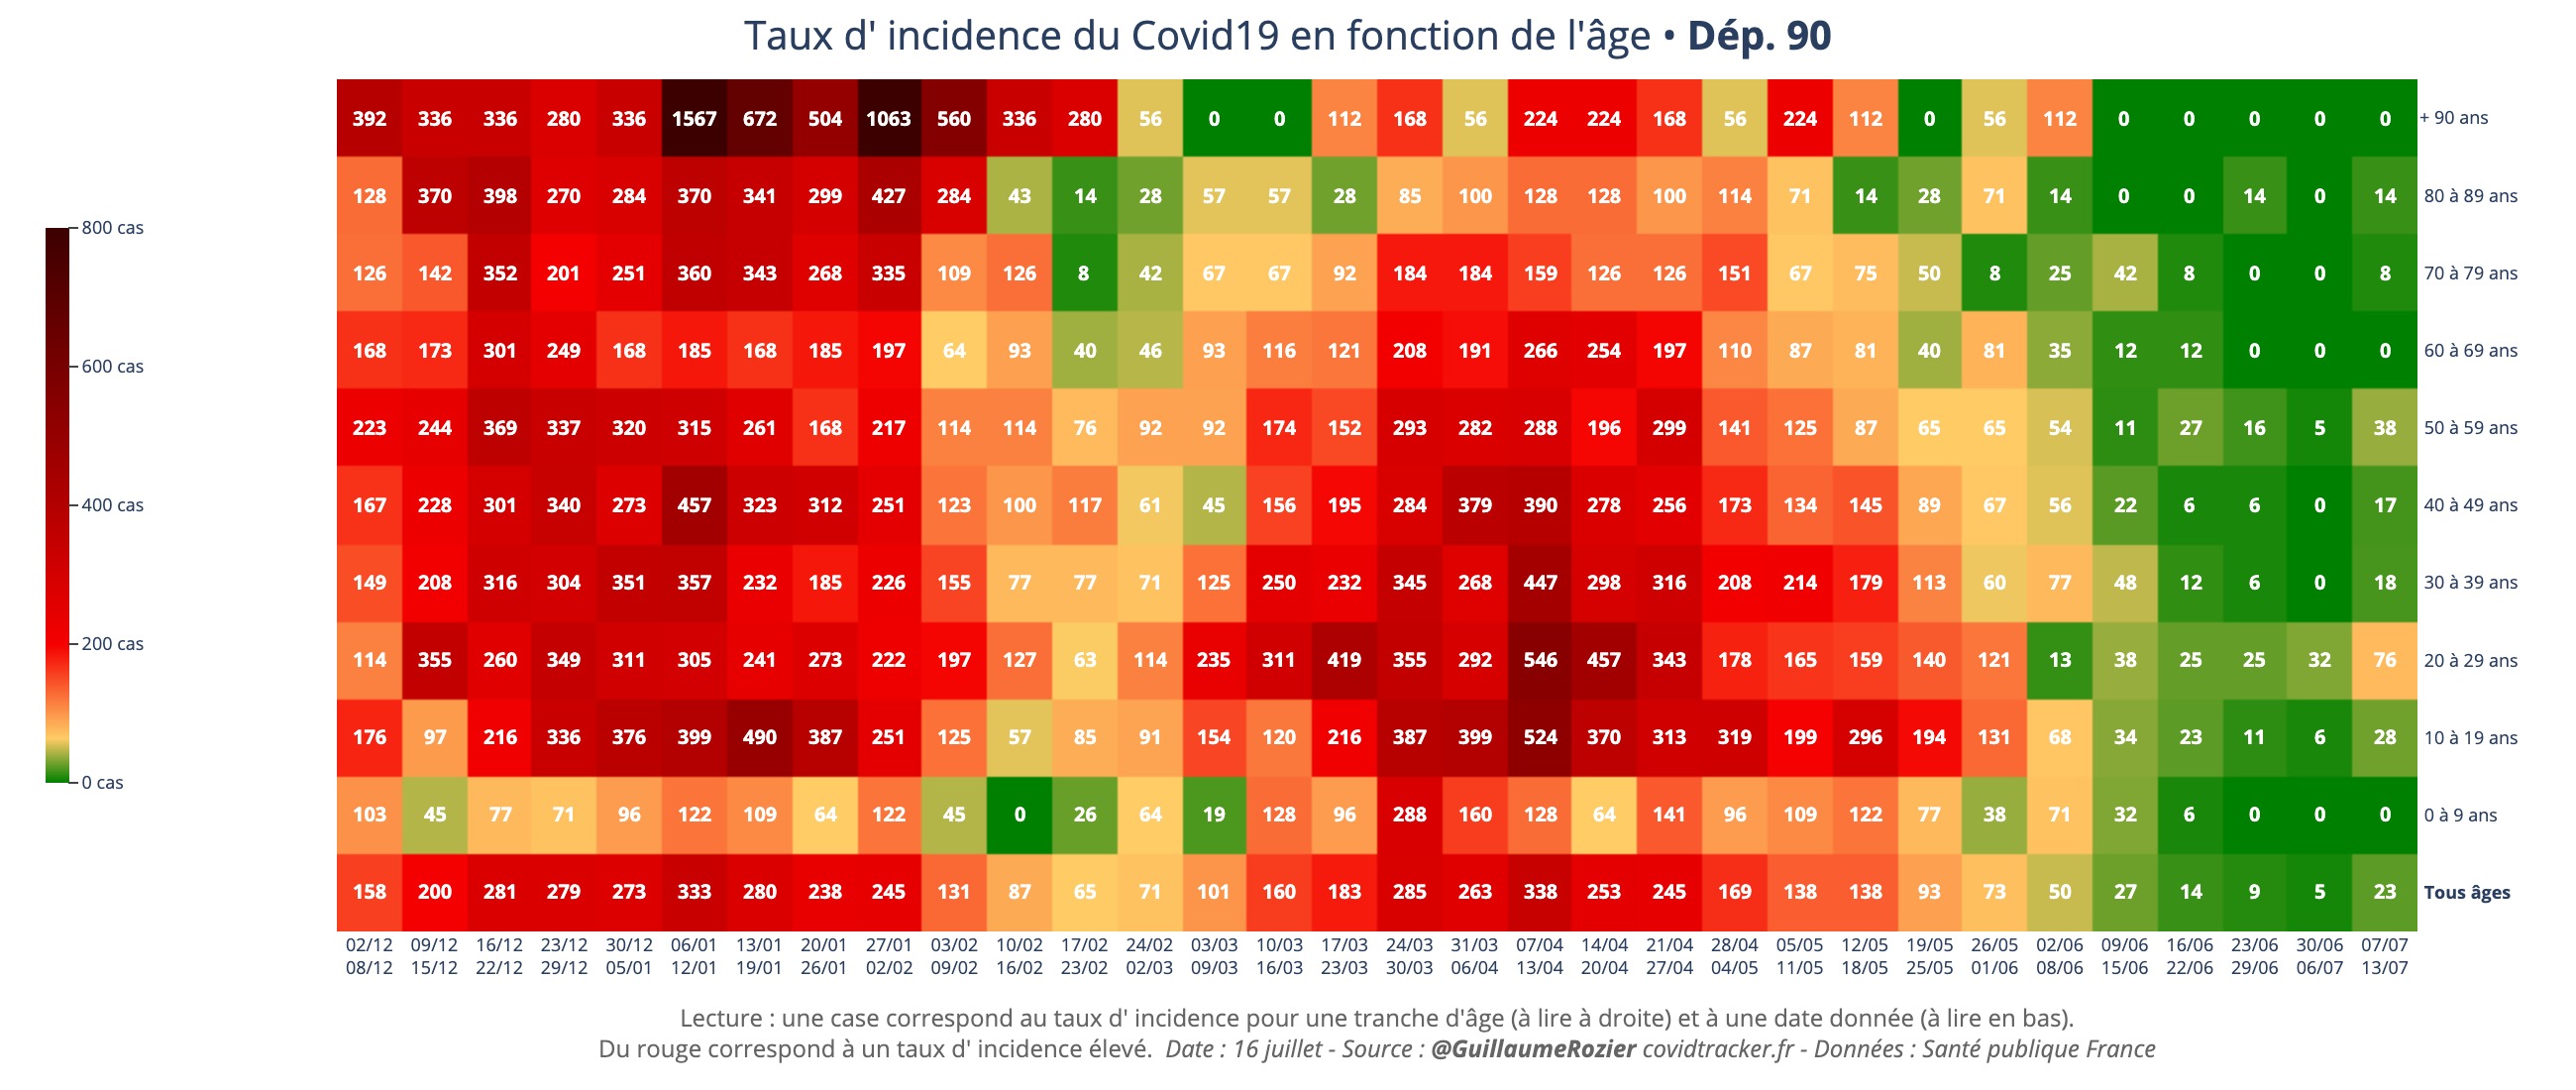 Taux d' incidence du Covid19 en fonction de l'âge • Dép. 90
800 cas
600 cas
400 cas
200 cas
0 cas
392 336 336 280 336 1567 672 504 1063 560 336 280 56 0 0 112 168 56 224 224 168 56 224 112 0 56 112 0 0 0 0 0 + 90 ans
128 370 398 270 284 370 341 299 427 284 43 14 28 57 57 28 85 100 128 128 100 114 71 14 28 71 14 0 0 14 0 14 80 à 89 ans
126 142 352 201 251 360 343 268 335 109 126 8 42 67 67 92 184 184 159 126 126 151 67 75 50 8 25 42 8 0 0 8 70 à 79 ans
168 173 301 249 168 185 168 185 197 64 93 40 46 93 116 121 208 191 266 254 197 110 87 81 40 81 35 12 12 0 0 0 60 à 69 ans
223 244 369 337 320 315 261 168 217 114 114 76 92 92 174 152 293 282 288 196 299 141 125 87 65 65 54 11 27 16 5 38 50 à 59 ans
167 228 301 340 273 457 323 312 251 123 100 117 61 45 156 195 284 379 390 278 256 173 134 145 89 67 56 22 6 6 0 17 40 à 49 ans
149 208 316 304 351 357 232 185 226 155 77 77 71 125 250 232 345 268 447 298 316 208 214 179 113 60 77 48 12 6 0 18 30 à 39 ans
114 355 260 349 311 305 241 273 222 197 127 63 114 235 311 419 355 292 546 457 343 178 165 159 140 121 13 38 25 25 32 76 20 à 29 ans
176 97 216 336 376 399 490 387 251 125 57 85 91 154 120 216 387 399 524 370 313 319 199 296 194 131 68 34 23 11 6 28 10 à 19 ans
103 45 77 71 96 122 109 64 122 45 0 26 64 19 128 96 288 160 128 64 141 96 109 122 77 38 71 32 6 0 0 0 0 à 9 ans
158 200 281 279 273 333 280 238 245 131 87 65 71 101 160 183 285 263 338 253 245 169 138 138 93 73 50 27 14 9 5 23 Tous âges
02/12 09/12 16/12 23/12 30/12 06/01 13/01 20/01 27/01 03/02 10/02 17/02 24/02 03/03 10/03 17/03 24/03 31/03 07/04 14/04 21/04 28/04 05/05 12/05 19/05 26/05 02/06 09/06 16/06 23/06 30/06 07/07
08/12 15/12 22/12 29/12 05/01 12/01 19/01 26/01 02/02 09/02 16/02 23/02 02/03 09/03 16/03 23/03 30/03 06/04 13/04 20/04 27/04 04/05 11/05 18/05 25/05 01/06 08/06 15/06 22/06 29/06 06/07 13/07
Lecture : une case correspond au taux d' incidence pour une tranche d'âge (à lire à droite) et à une date donnée (à lire en bas).
Du rouge correspond à un taux d' incidence élevé. Date : 16 juillet - Source : @GuillaumeRozier covidtracker.fr - Données : Santé publique France